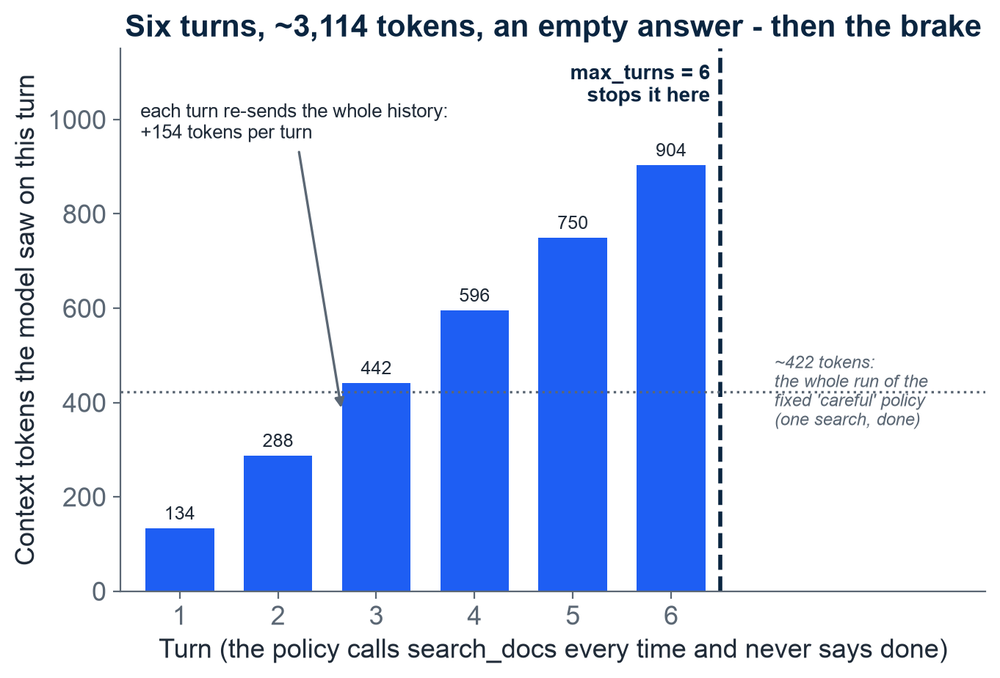 Six turns, ~3,114 tokens, an empty answer - then the brake
max_turns = 6
stops it here
each turn re-sends the whole history:
+154 tokens per turn
Context tokens the model saw on this turn
1000
800
600
400
200
0
134
288
442
596
750
904
~422 tokens:
the whole run of the
fixed 'careful' policy
(one search, done)
1 2 3 4 5 6
Turn (the policy calls search_docs every time and never says done)